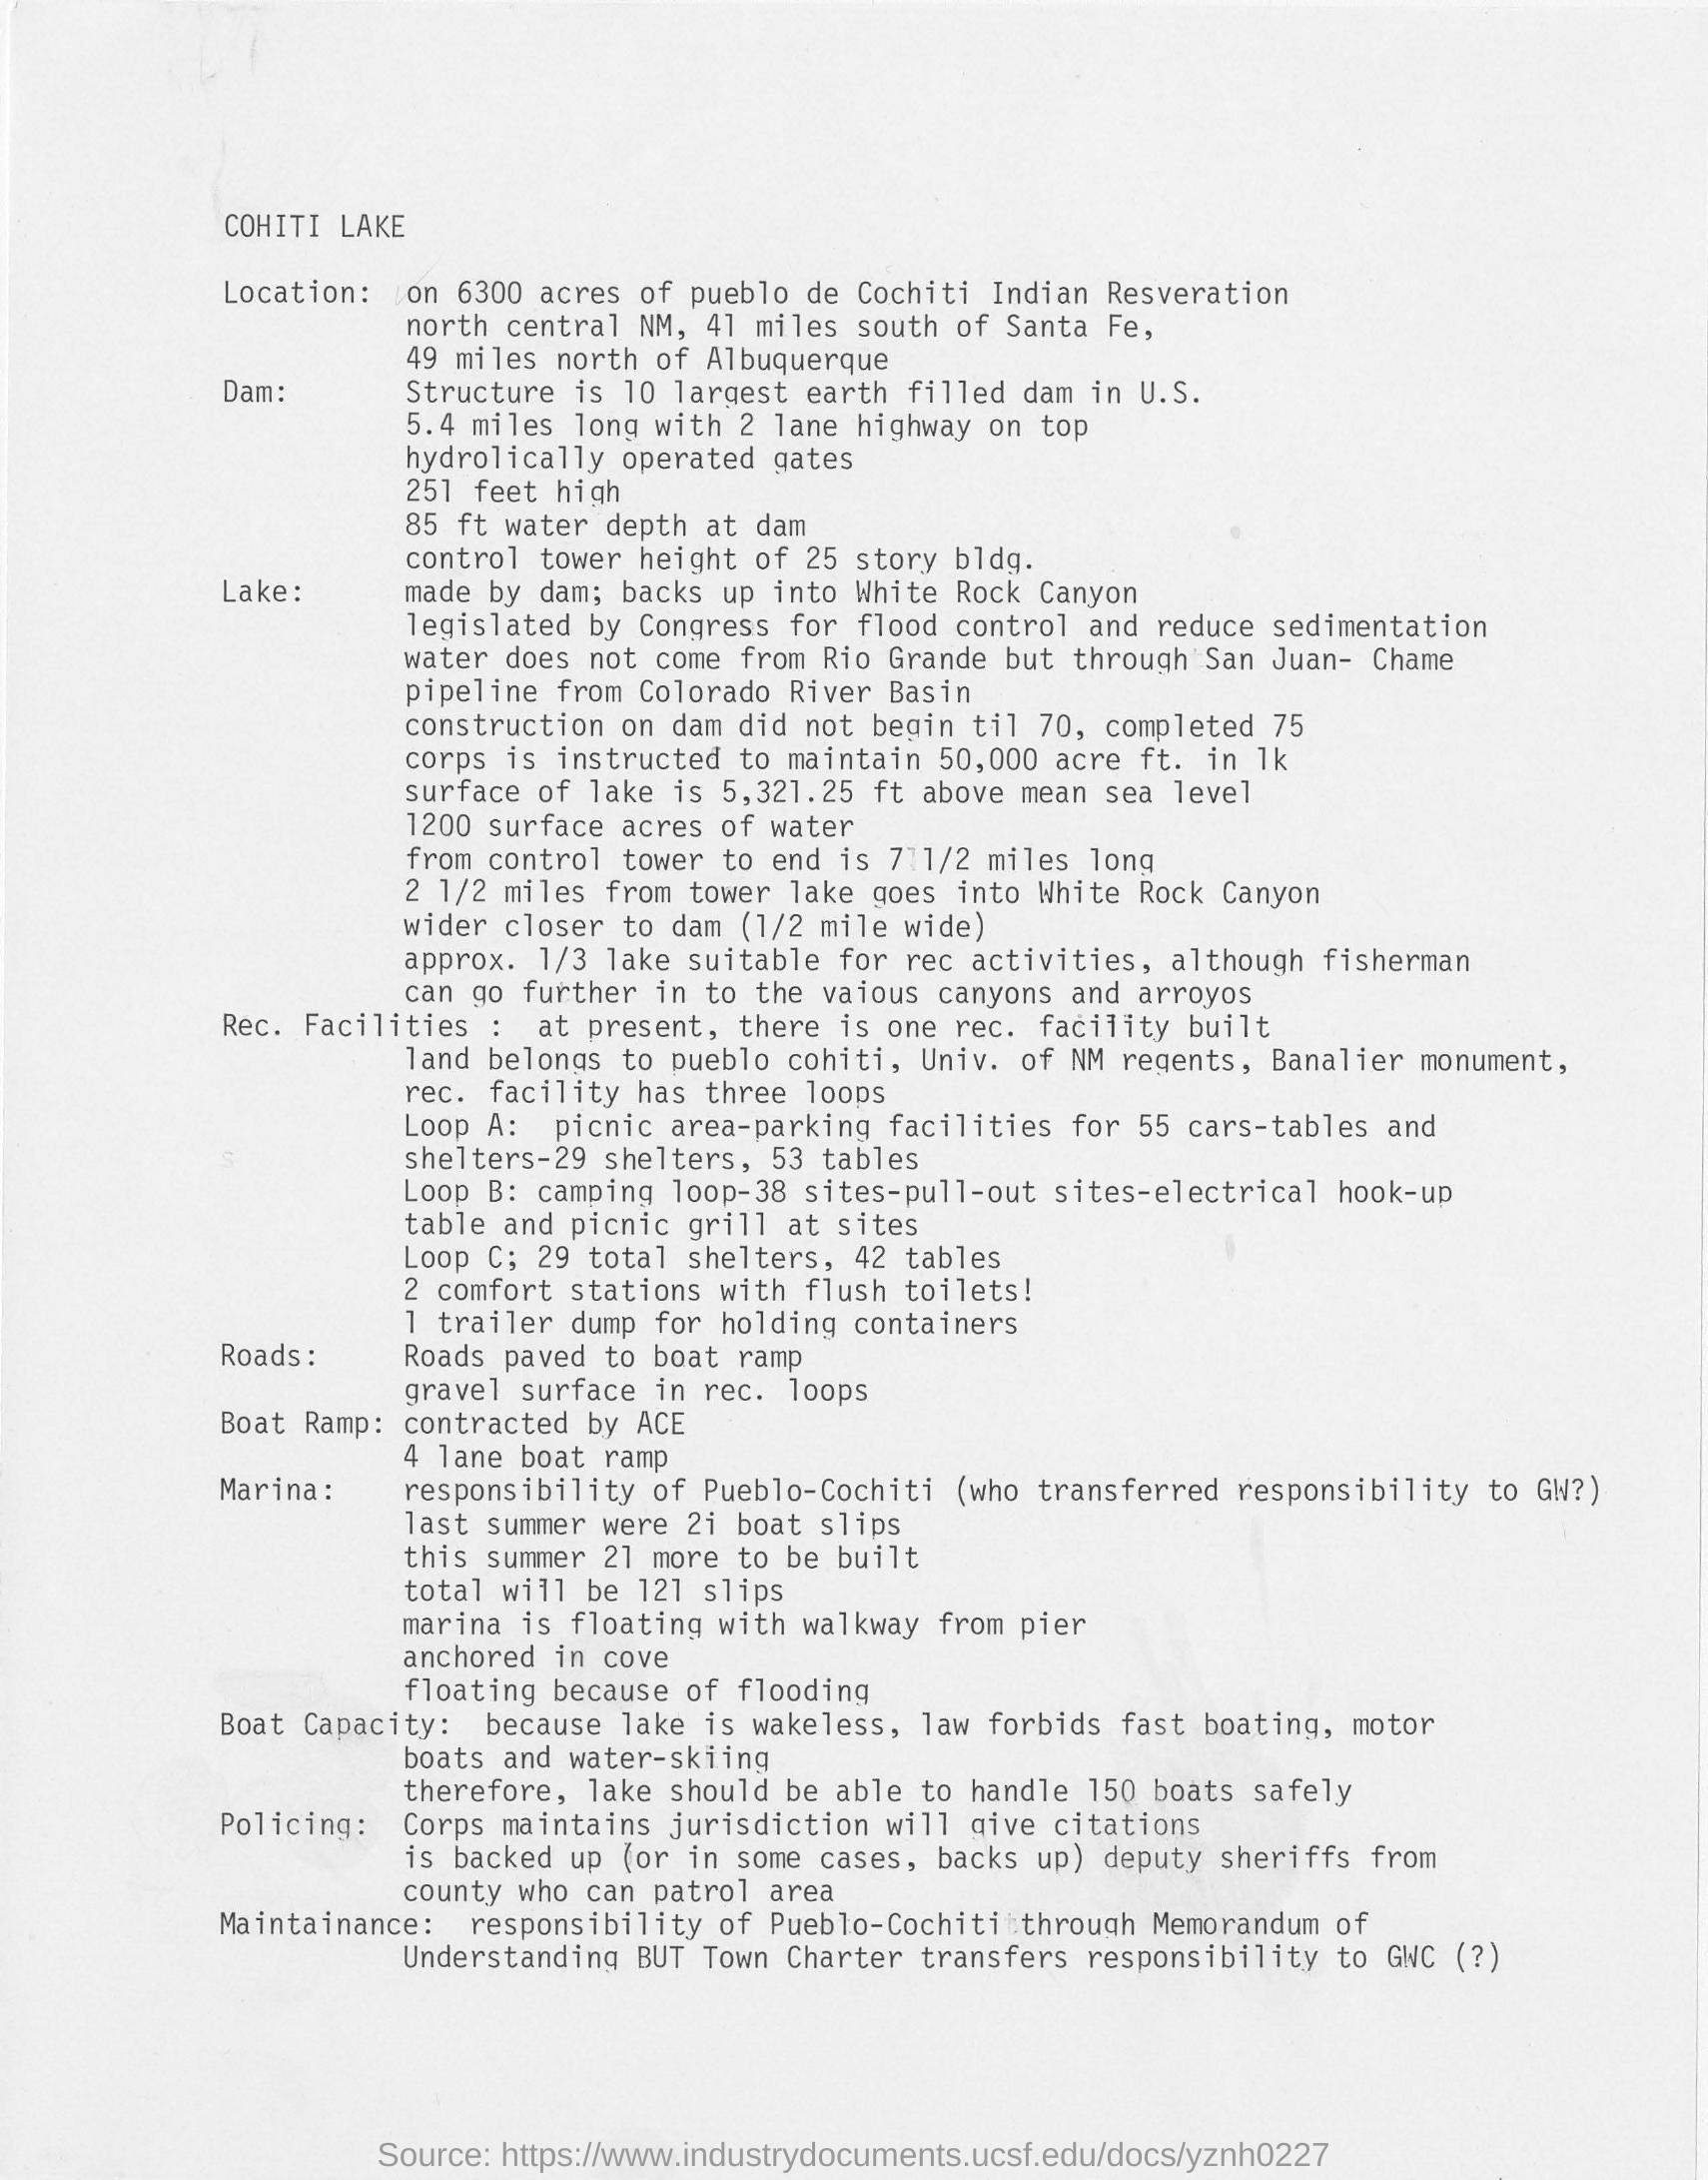 COHITI LAKE
Location: on 6300 acres of pueblo de Cochiti Indian Resveration
north central NM, 41 miles south of Santa Fe,
49 miles north of Albuquerque
Dam: Structure is 10 largest earth filled dam in U.S.
5.4 miles long with 2 lane highway on top
hydrolically operated gates
251 feet high
85 ft water depth at dam
control tower height of 25 story bldg.
Lake: made by dam; backs up into White Rock Canyon
legislated by Congress for flood control and reduce sedimentation
water does not come from Rio Grande but through San Juan- Chame
pipeline from Colorado River Basin
construction on dam did not begin til 70, completed 75
corps is instructed to maintain 50,000 acre ft. in lk
surface of lake is 5,321.25 ft above mean sea level
1200 surface acres of water
from control tower to end is 7 1/2 miles long
2 1/2 miles from tower lake goes into White Rock Canyon
wider closer to dam (1/2 mile wide)
approx. 1/3 lake suitable for rec activities, although fisherman
can go further in to the vaious canyons and arroyos
Rec. Facilities : at present, there is one rec. facility built
land belongs to pueblo cohiti, Univ. of NM regents, Banalier monument,
rec. facility has three loops
Loop A: picnic area-parking facilities for 55 cars-tables and
shelters-29 shelters, 53 tables
Loop B: camping loop-38 sites-pull-out sites-electrical hook-up
table and picnic grill at sites
Loop C; 29 total shelters, 42 tables
2 comfort stations with flush toilets!
1 trailer dump for holding containers
Roads: Roads paved to boat ramp
gravel surface in rec. loops
Boat Ramp: contracted by ACE
4 lane boat ramp
Marina: responsibility of Pueblo-Cochiti (who transferred responsibility to GW?)
last summer were 2i boat slips
this summer 21 more to be built
total will be 121 slips
marina is floating with walkway from pier
anchored in cove
floating because of flooding
Boat Capacity: because lake is wakeless, law forbids fast boating, motor
boats and water-skiing
therefore, lake should be able to handle 150 boats safely
Policing: Corps maintains jurisdiction will give citations
is backed up (or in some cases, backs up) deputy sheriffs from
county who can patrol area
Maintainance: responsibility of Pueblo-Cochiti through Memorandum of
Understanding BUT Town Charter transfers responsibility to GWC (?)
Source: https://www.industrydocuments.ucsf.edu/docs/yznh0227